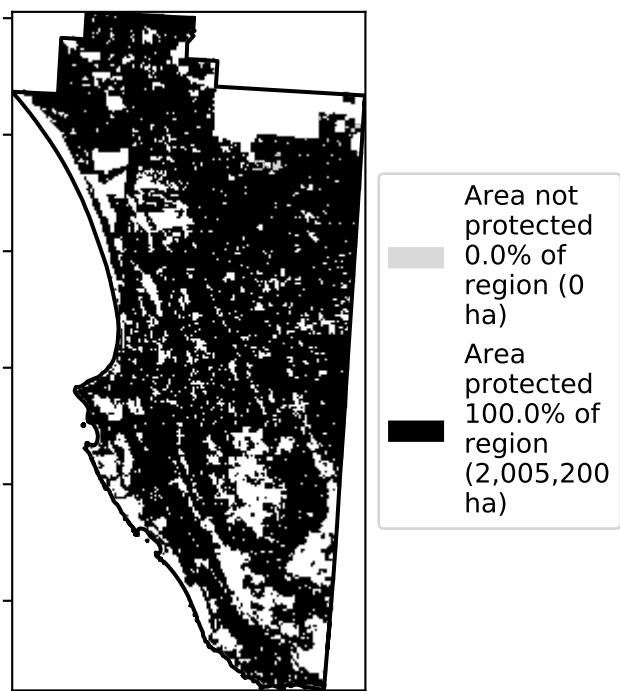 Area not
protected
0.0% of
region (0
ha)
Area
protected
100.0% of
region
(2,005,200
ha)